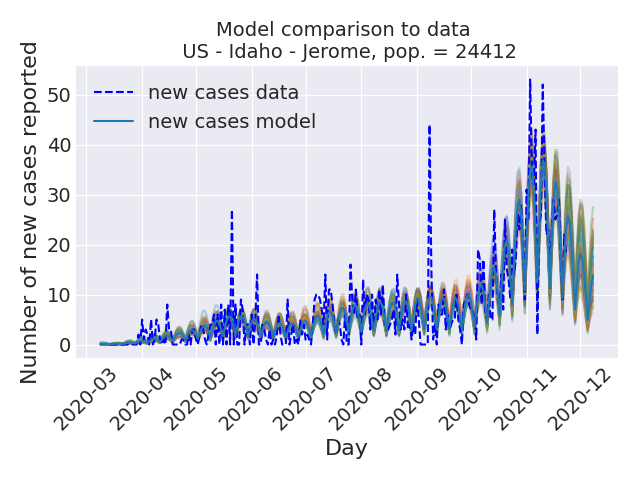 Model comparison to data
US - Idaho - Jerome, pop. = 24412
new cases data
new cases model
Number of new cases reported
50
40
30
20
10
0
2020-03
2020-04
2020-05
2020-06
2020-07
2020-08
2020-09
2020-10
2020-11
2020-12
Day